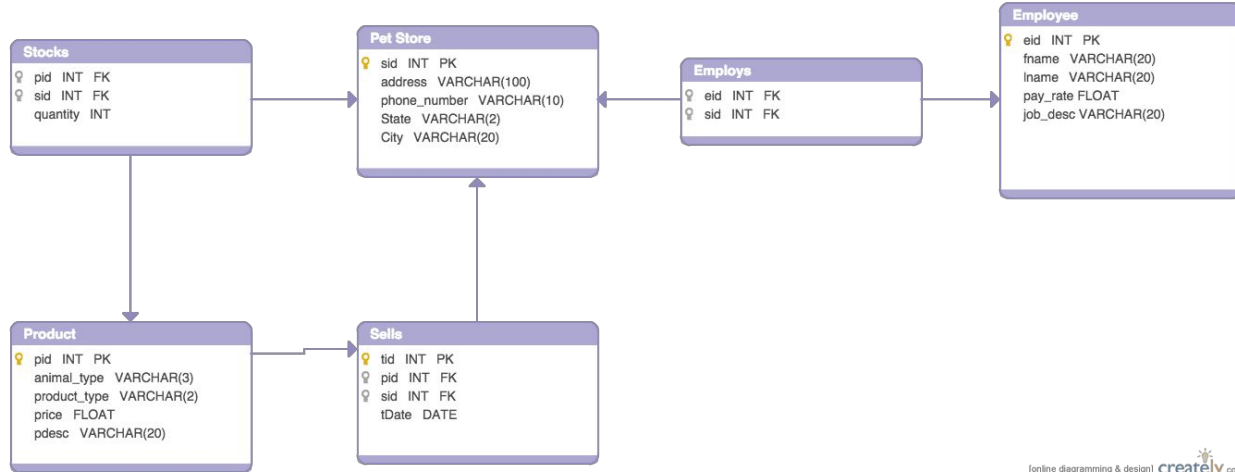 Stocks
pid INT FK
sid INT FK
quantity INT
Pet Store
sid INT PK
address VARCHAR(100)
phone_number VARCHAR(10)
State VARCHAR(2)
City VARCHAR(20)
Employs
eid INT FK
sid INT FK
Employee
eid INT PK
fname VARCHAR(20)
lname VARCHAR(20)
pay_rate FLOAT
job_desc VARCHAR(20)
Product
pid INT PK
animal_type VARCHAR(3)
product_type VARCHAR(2)
price FLOAT
pdesc VARCHAR(20)
Sells
tid INT PK
pid INT FK
sid INT FK
tDate DATE
[online diagramming & design] creately